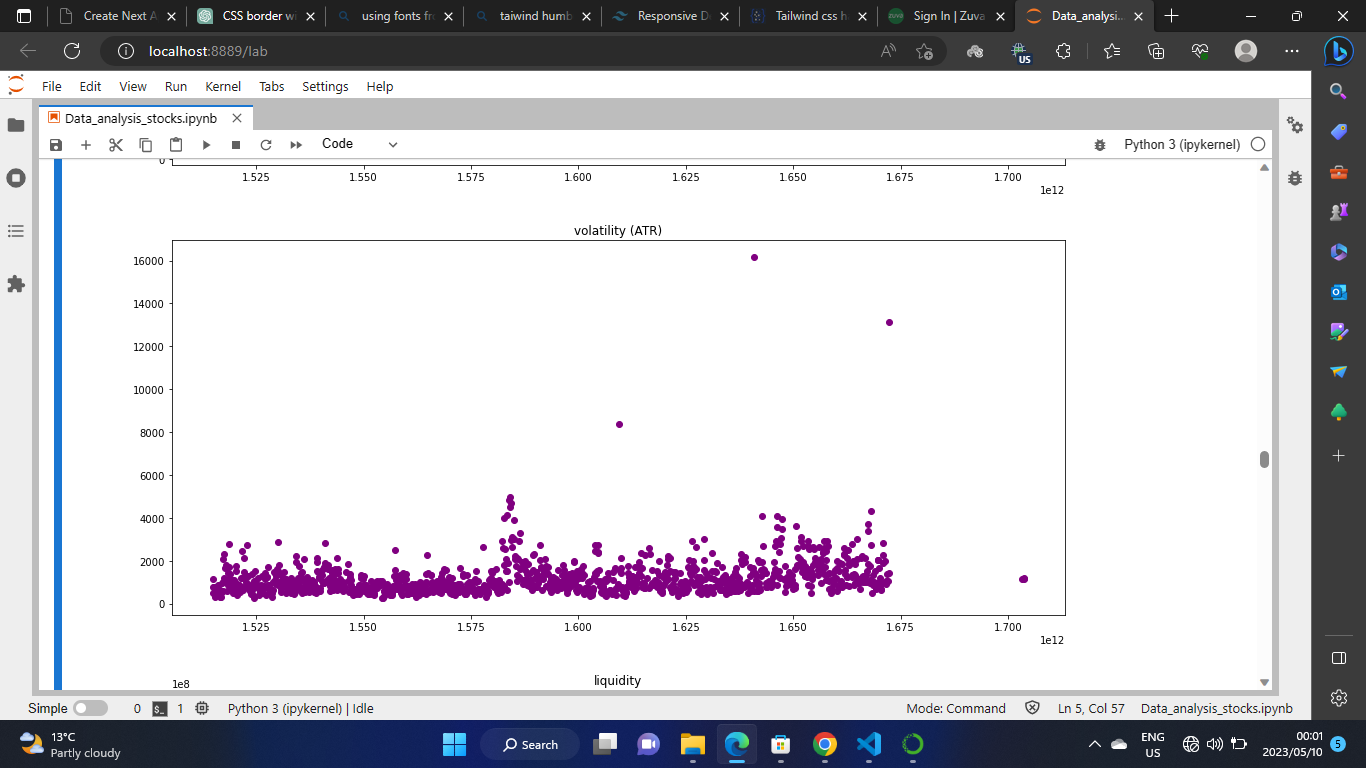 Create Next A
CSS border wi
using fonts fr
taiwind humb
Responsive D
Tailwind css h
Sign In | Zuva
Data_analysi...
localhost:8889/lab
US
File Edit View Run Kernel Tabs Settings Help
Data_analysis_stocks.ipynb
Code
Python 3 (ipykernel)
0
1.525 1.550 1.575 1.600 1.625 1.650 1.675 1.700
1e12
volatility (ATR)
16000
14000
12000
10000
8000
6000
4000
2000
0
1.525 1.550 1.575 1.600 1.625 1.650 1.675 1.700
1e12
1e8
liquidity
Simple 0 1 Python 3 (ipykernel) | Idle
Mode: Command Ln 5, Col 57 Data_analysis_stocks.ipynb
13°C
Partly cloudy
Search
ENG
US
00:01
2023/05/10
5